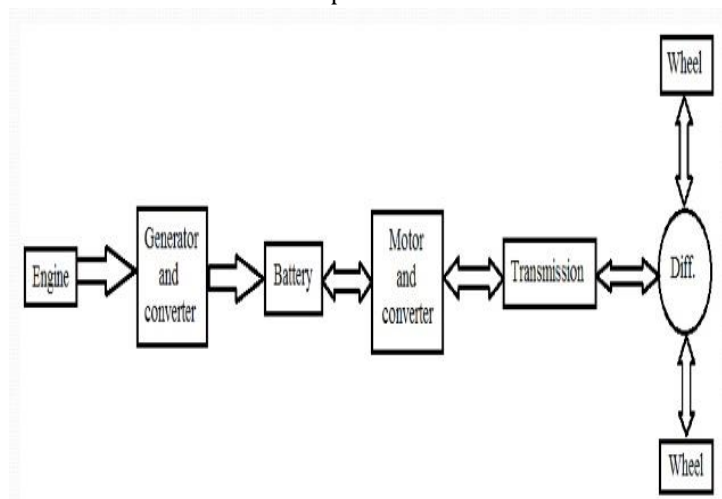 Wheel
Engine
Generator
and
converter
Battery
Motor
and
converter
Transmission
Diff.
Wheel